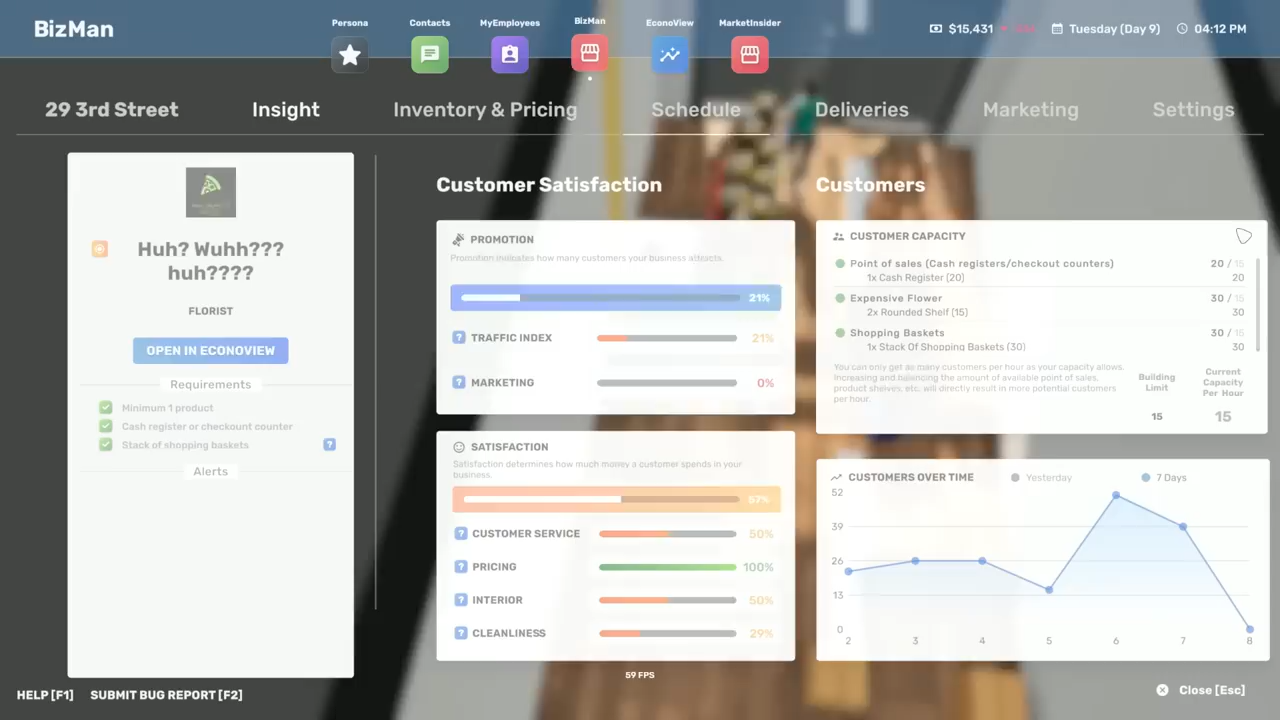 BizMan
Persona
Contacts
MyEmployees
BizMan
EconoView
MarketInsider
$15,431
Tuesday (Day 9)
04:12 PM
29 3rd Street
Insight
Inventory & Pricing
Schedule
Deliveries
Marketing
Settings
Huh? Wuhh???
huh????
FLORIST
OPEN IN ECONOVIEW
Requirements
Minimum 1 product
Cash register or checkount counter
Stack of shopping baskets
?
Alerts
Customer Satisfaction
PROMOTION
Promotion indicates how many customers your business attracts.
21%
? TRAFFIC INDEX 21%
? MARKETING 0%
SATISFACTION
Satisfaction determines how much money a customer spends in your
business.
57%
? CUSTOMER SERVICE 50%
? PRICING 100%
? INTERIOR 50%
? CLEANLINESS 29%
Customers
CUSTOMER CAPACITY
Point of sales (Cash registers/checkout counters) 20 / 15
1x Cash Register (20) 20
Expensive Flower 30 / 15
2x Rounded Shelf (15) 30
Shopping Baskets 30 / 15
1x Stack Of Shopping Baskets (30) 30
You can only get as many customers per hour as your capacity allows.
Increasing and balancing the amount of available point of sales,
product shelves, etc. will directly result in more potential customers
per hour.
Building
Limit
15
Current
Capacity
Per Hour
15
CUSTOMERS OVER TIME
Yesterday
7 Days
52
39
26
13
0
2 3 4 5 6 7 8
59 FPS
HELP [F1]
SUBMIT BUG REPORT [F2]
Close [Esc]